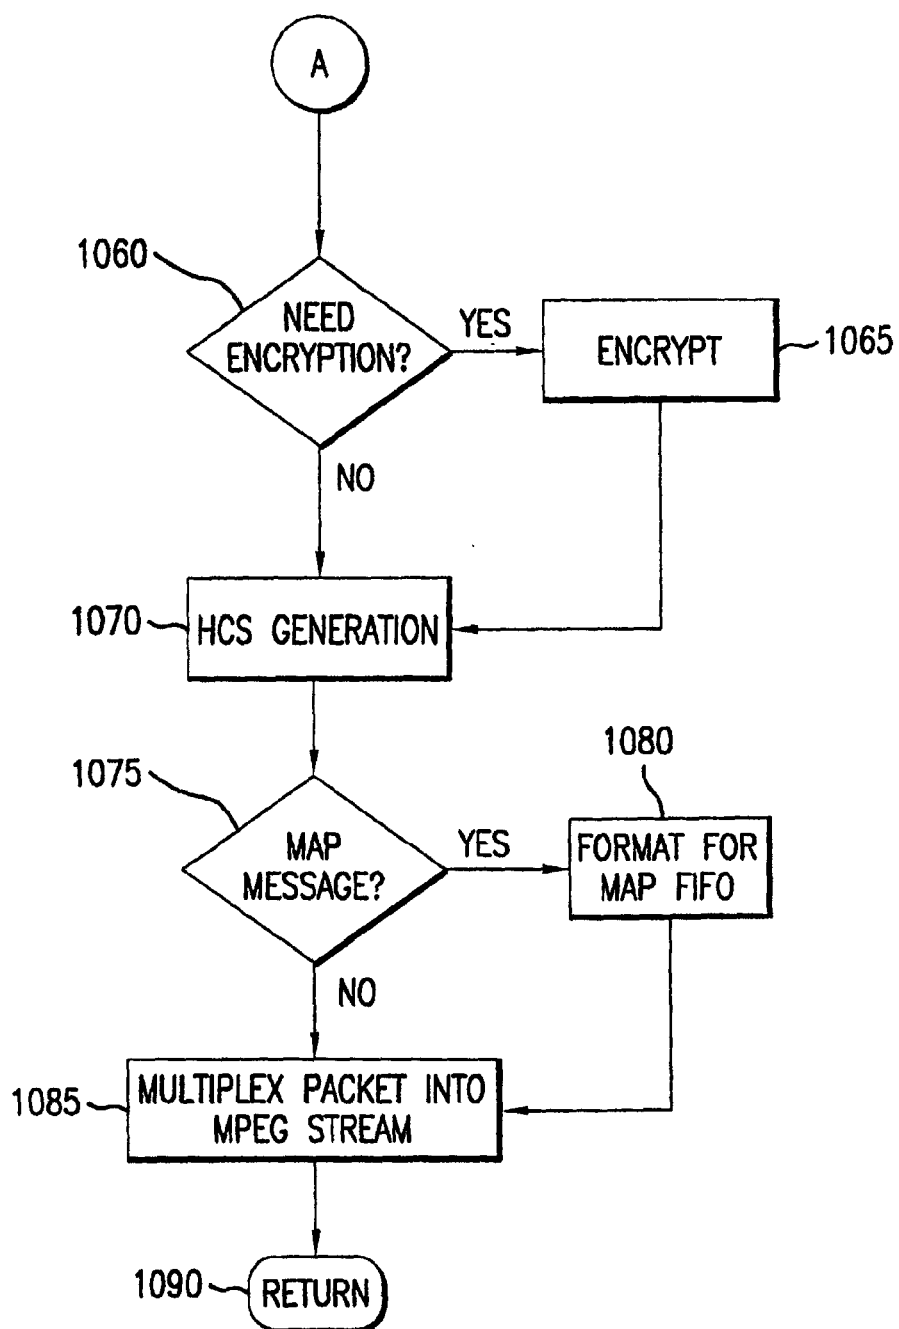 A
1060
NEED
ENCRYPTION?
YES
ENCRYPT
1065
NO
1070
HCS GENERATION
1075
MAP
MESSAGE?
YES
1080
FORMAT FOR
MAP FIFO
NO
1085
MULTIPLEX PACKET INTO
MPEG STREAM
1090
RETURN